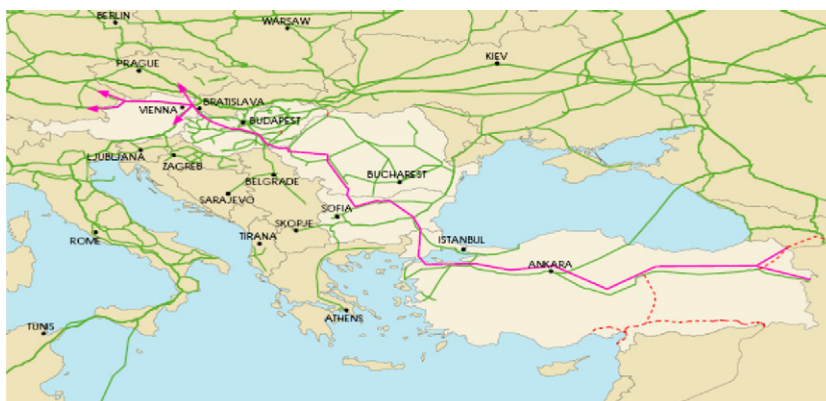 BERLIN
WARSAW
PRAGUE
KIEV
VIENNA
BRATISLAVA
BUDAPEST
LJUBLJANA
ZAGREB
BELGRADE
BUCHAREST
SARAJEVO
SOFIA
SKOPJE
ROME
TIRANA
ISTANBUL
ANKARA
ATHENS
TUNIS